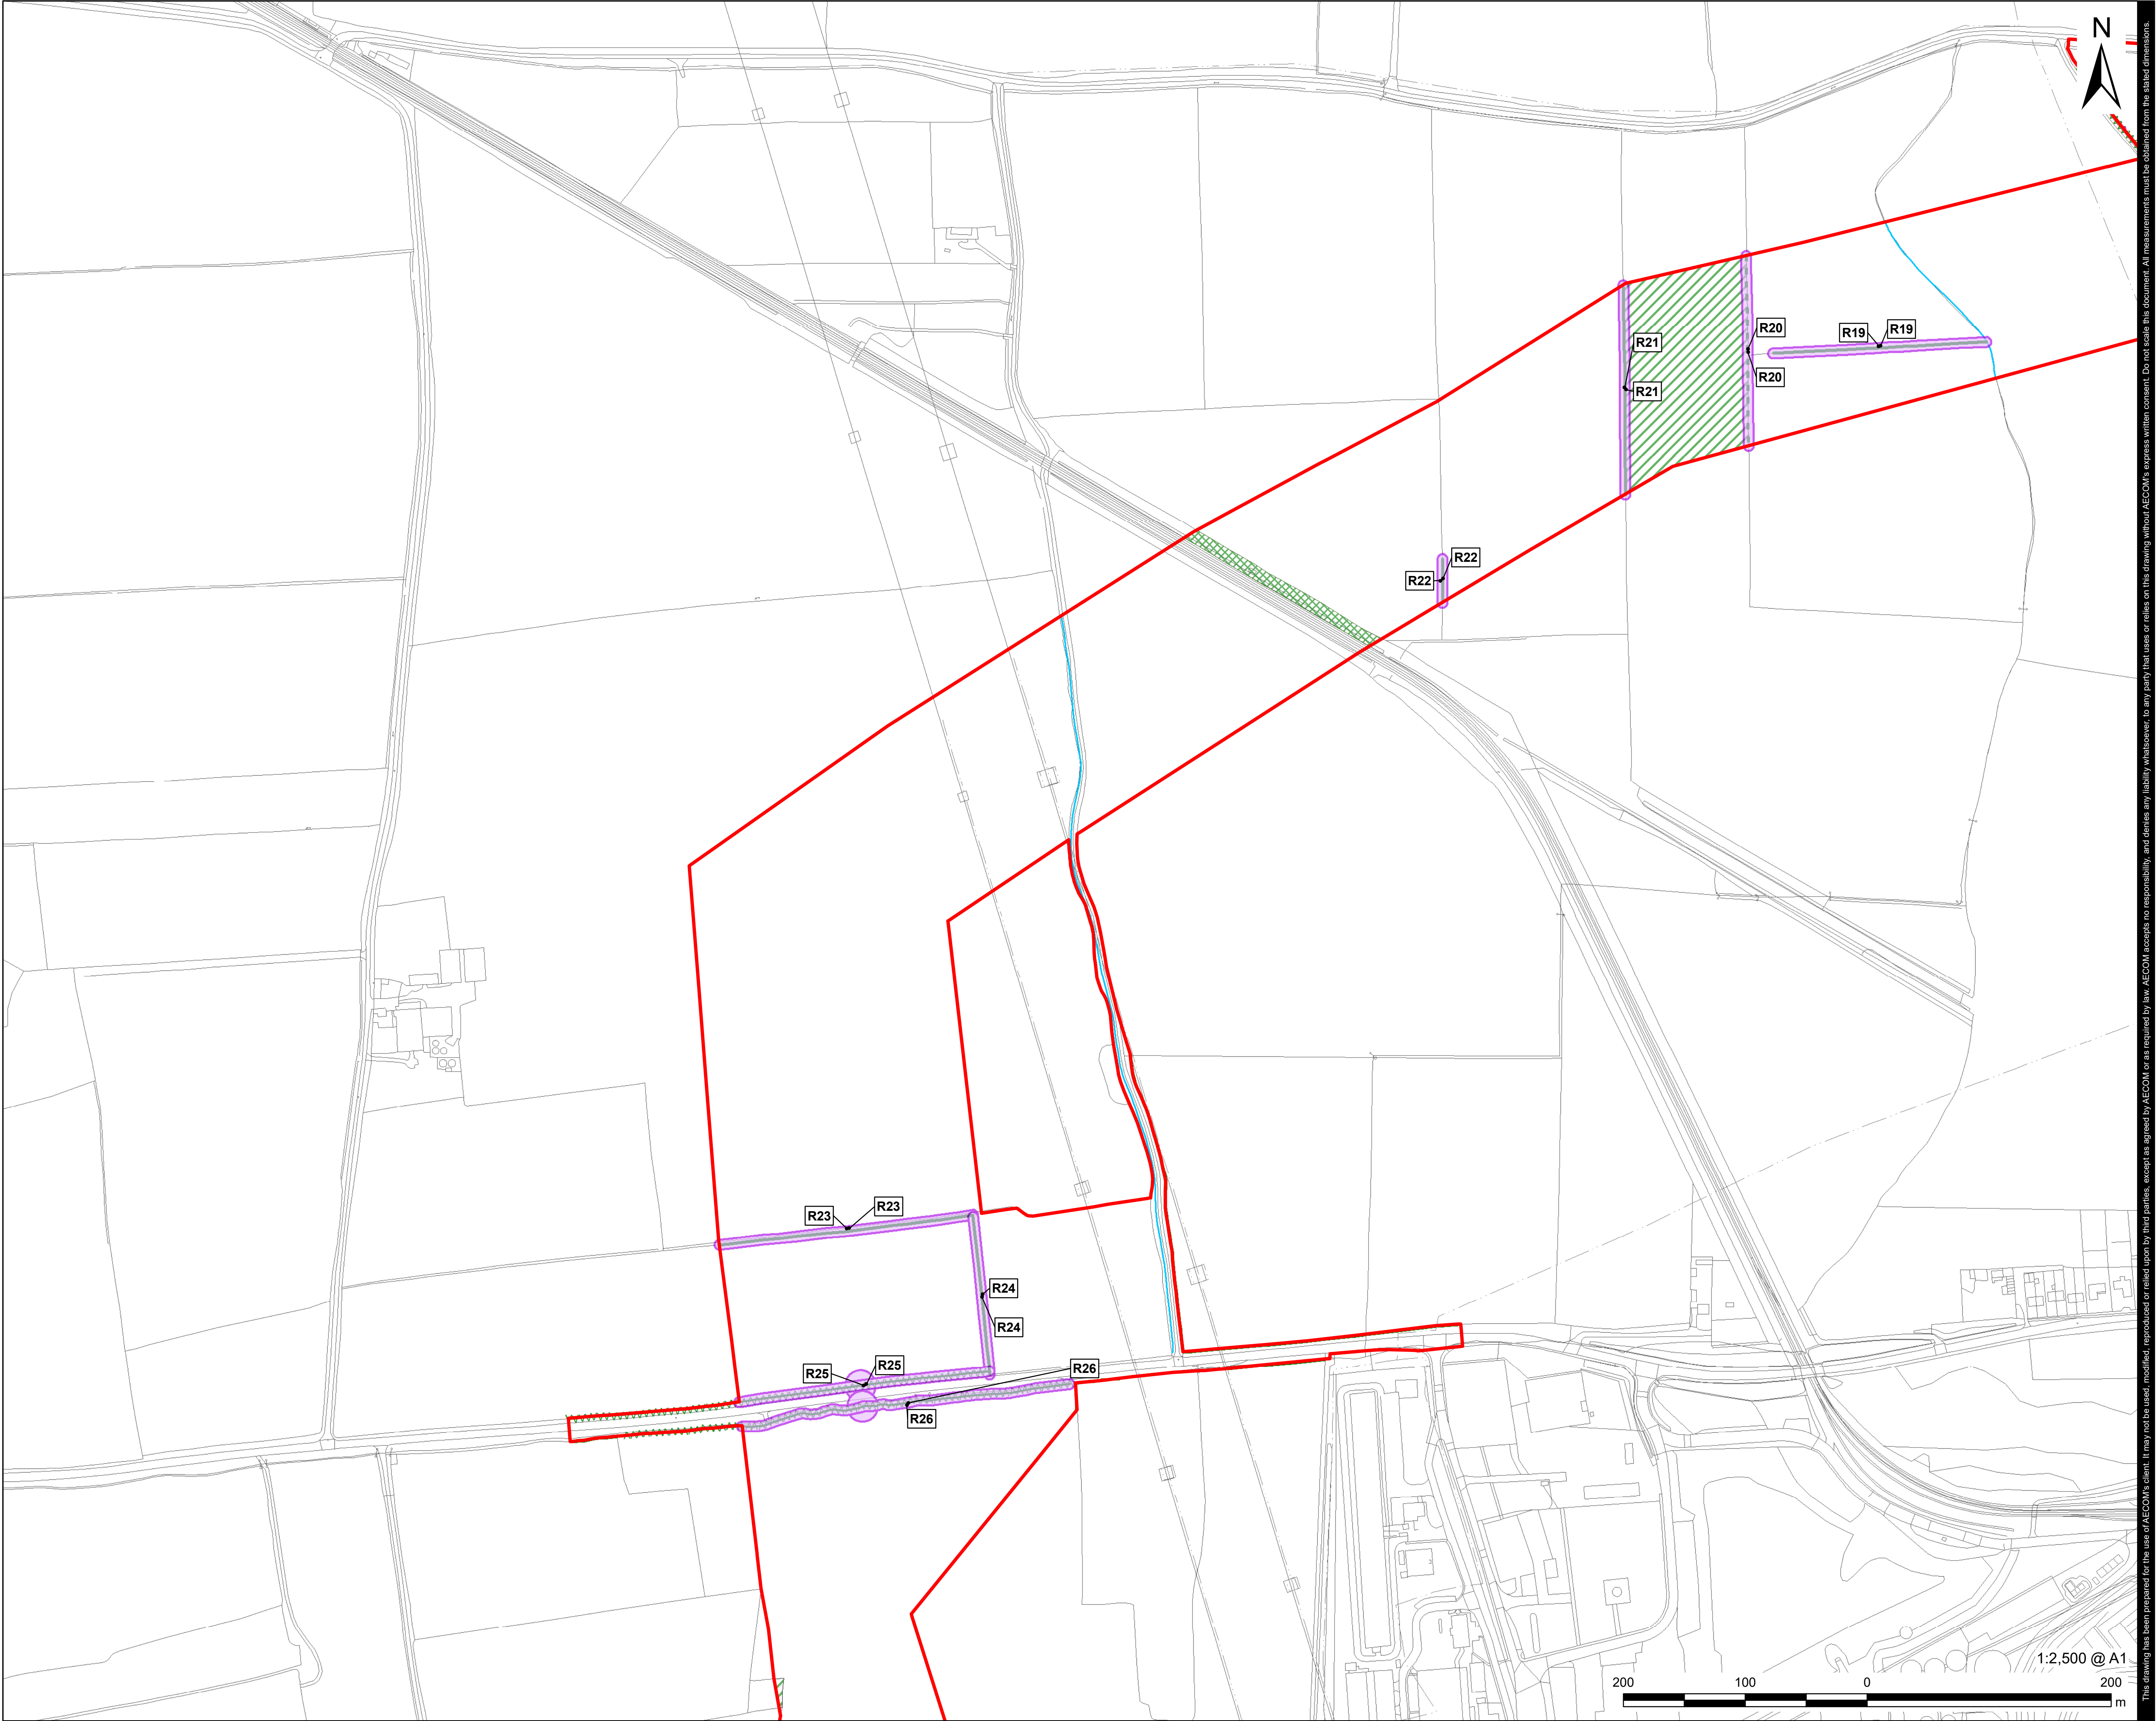 N
R20
R19
R19
R21
R20
R21
R22
R22
R23
R23
R24
R24
R25
R25
R26
R26
1:2,500 @ A1
200 100 0 200
m
This drawing has been prepared for the use of AECOM's client. It may not be used, modified, reproduced or relied upon by third parties, except as agreed by AECOM or as required by law. AECOM accepts no responsibility, and denies any liability whatsoever, to any party that uses or relies on this drawing without AECOM's express written consent. Do not scale this document. All measurements must be obtained from the stated dimensions.